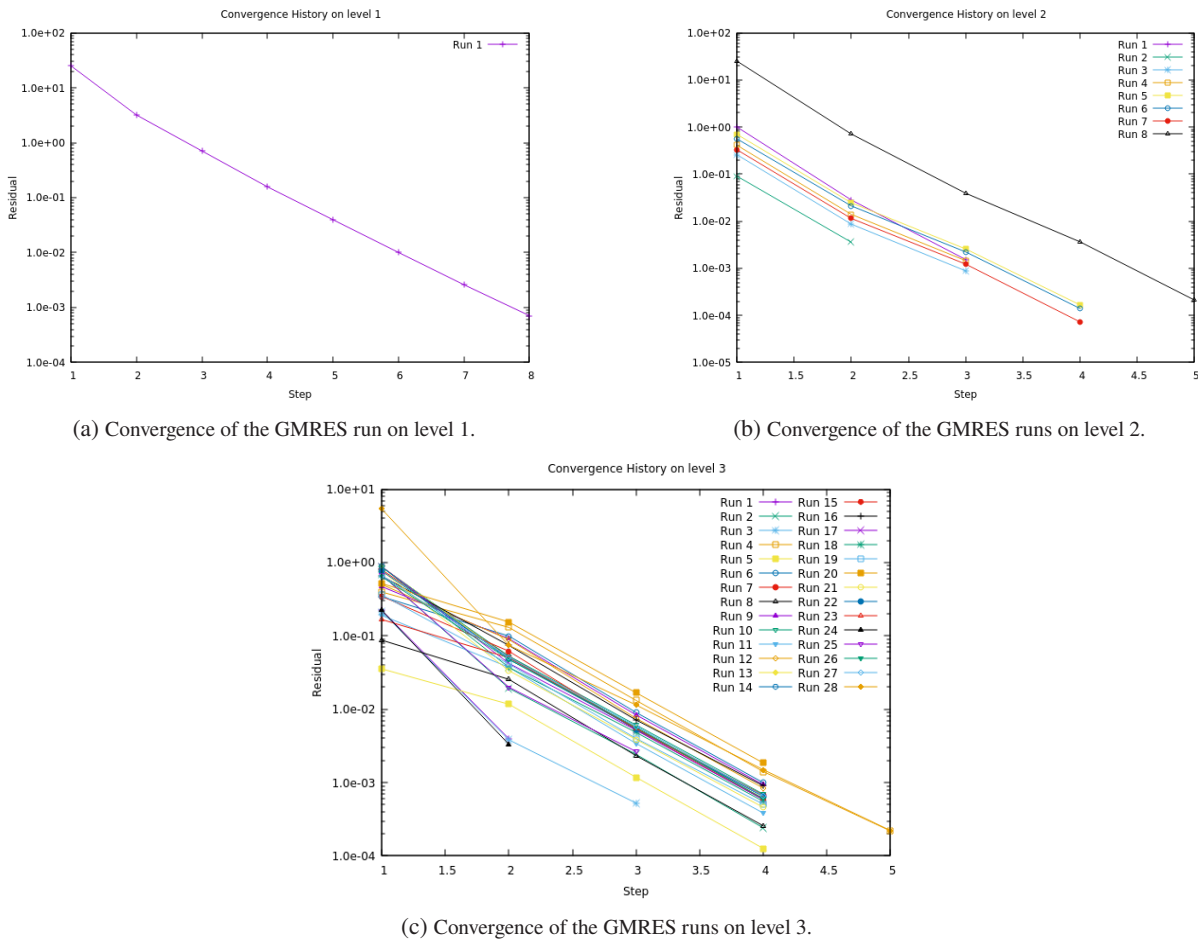 Convergence History on level 1
1.0e+02
1.0e+01
1.0e+00
1.0e-01
1.0e-02
1.0e-03
1.0e-04
Residual
Run 1
1 2 3 4 5 6 7 8
Step
(a) Convergence of the GMRES run on level 1.
Convergence History on level 2
1.0e+02
1.0e+01
1.0e+00
1.0e-01
1.0e-02
1.0e-03
1.0e-04
1.0e-05
Residual
Run 1
Run 2
Run 3
Run 4
Run 5
Run 6
Run 7
Run 8
1 1.5 2 2.5 3 3.5 4 4.5 5
Step
(b) Convergence of the GMRES runs on level 2.
Convergence History on level 3
1.0e+01
1.0e+00
1.0e-01
1.0e-02
1.0e-03
1.0e-04
Residual
Run 1 Run 15
Run 2 Run 16
Run 3 Run 17
Run 4 Run 18
Run 5 Run 19
Run 6 Run 20
Run 7 Run 21
Run 8 Run 22
Run 9 Run 23
Run 10 Run 24
Run 11 Run 25
Run 12 Run 26
Run 13 Run 27
Run 14 Run 28
1 1.5 2 2.5 3 3.5 4 4.5 5
Step
(c) Convergence of the GMRES runs on level 3.